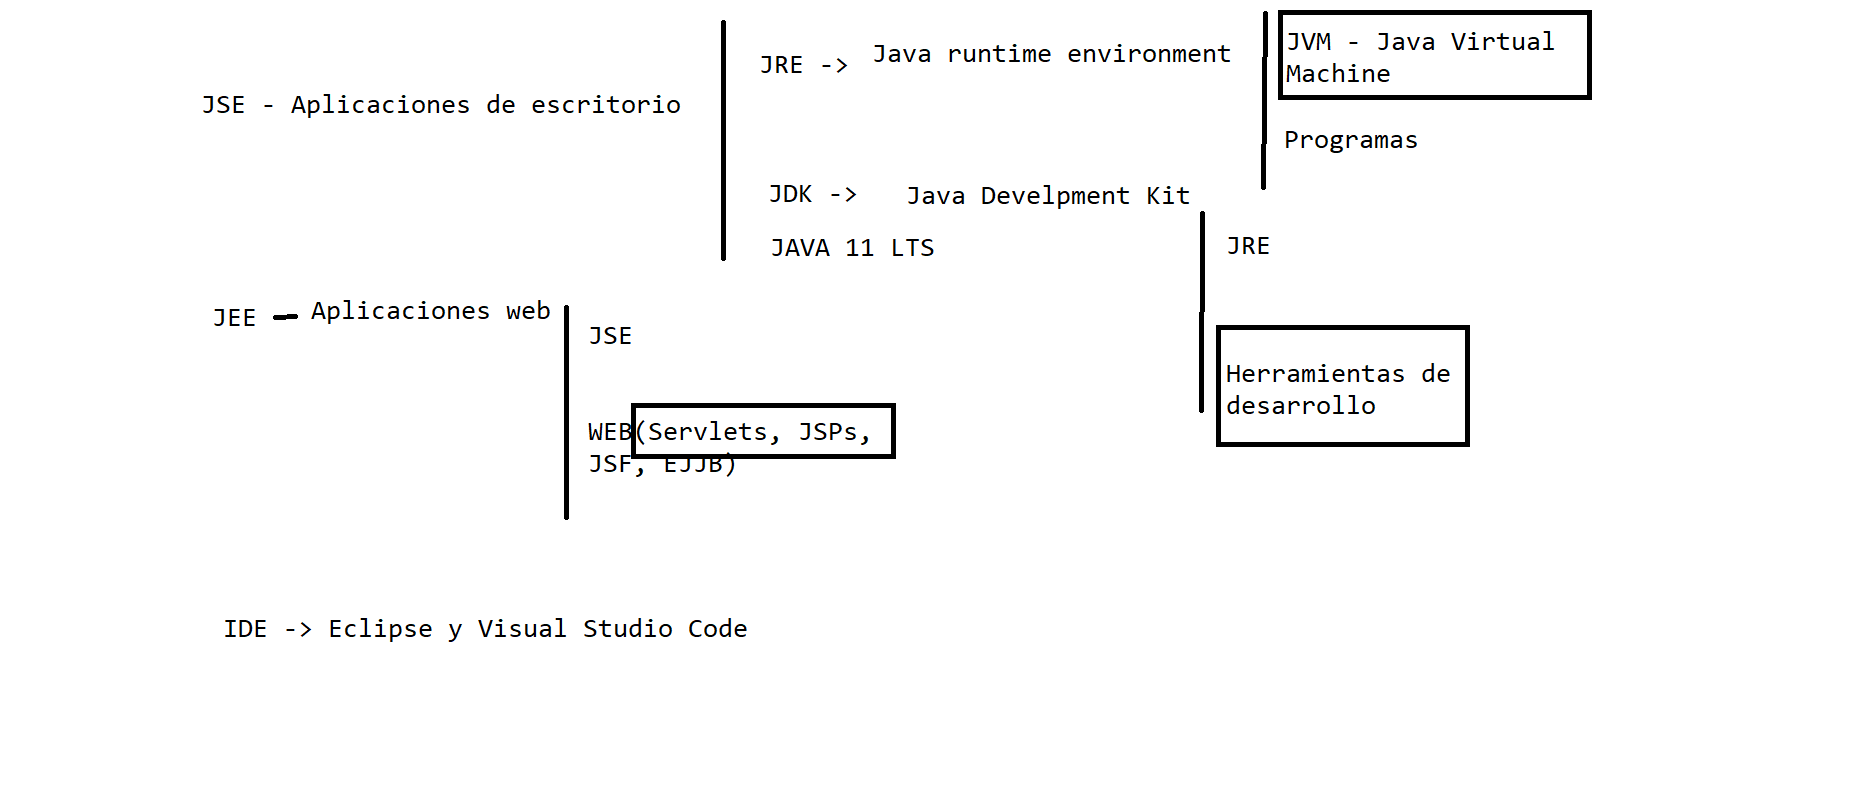 JSE - Aplicaciones de escritorio
JRE -> Java runtime environment
JVM - Java Virtual
Machine
Programas
JDK -> Java Develpment Kit
JAVA 11 LTS
JRE
Herramientas de
desarrollo
JEE - Aplicaciones web
JSE
WEB(Servlets, JSPs,
JSF, EJJB)
IDE -> Eclipse y Visual Studio Code